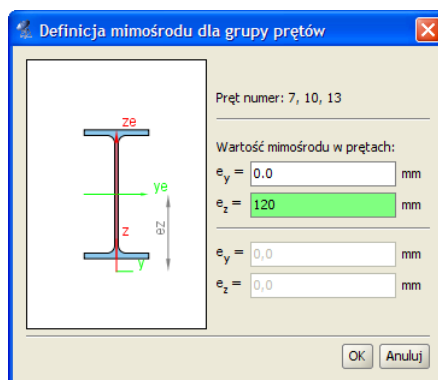 Definicja mimośrodu dla grupy prętów
ze
ye
ez
z
y
Pręt numer: 7, 10, 13
Wartość mimośrodu w prętach:
ey = 0.0 mm
ez = 120 mm
ey = 0,0 mm
ez = 0,0 mm
OK Anuluj